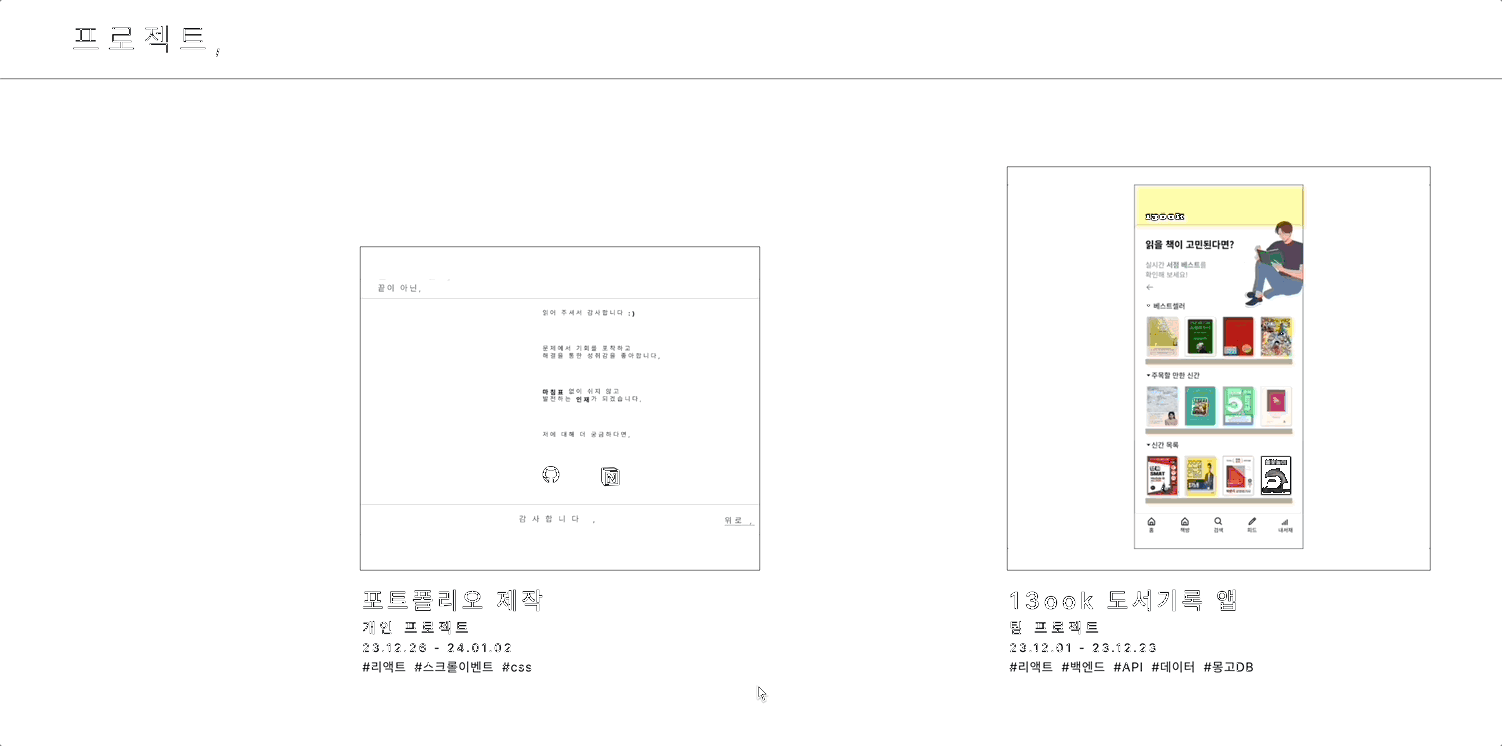 프로젝트,
끝이 아닌,
읽어 주셔서 감사합니다 :)
문제에서 기회를 포착하고
해결을 통한 성취감을 좋아합니다.
마침표 없이 쉬지 않고
발전하는 인재가 되겠습니다.
저에 대해 더 궁금하다면,
감사합니다 ,
위로 ,
포트폴리오 제작
개인 프로젝트
23.12.26 - 24.01.02
#리액트 #스크롤이벤트 #css
13ook
읽을 책이 고민된다면?
실시간 서점 베스트를
확인해 보세요!
베스트셀러
주목할 만한 신간
신간 목록
홈 책방 검색 피드 내서재
13ook 도서기록 앱
팀 프로젝트
23.12.01 - 23.12.23
#리액트 #백엔드 #API #데이터 #몽고DB